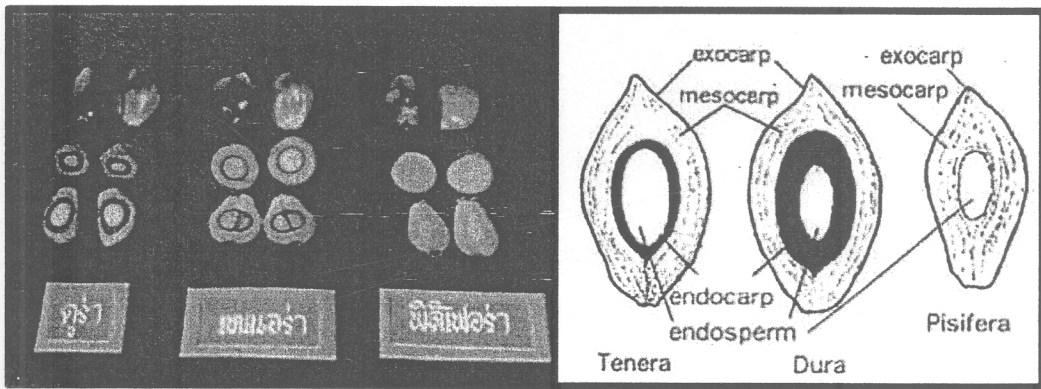 ดูร่า
เทเนอร่า
พิสิเฟอร่า
exocarp
mesocarp
exocarp
mesocarp
endocarp
endosperm
Tenera
Dura
Pisifera